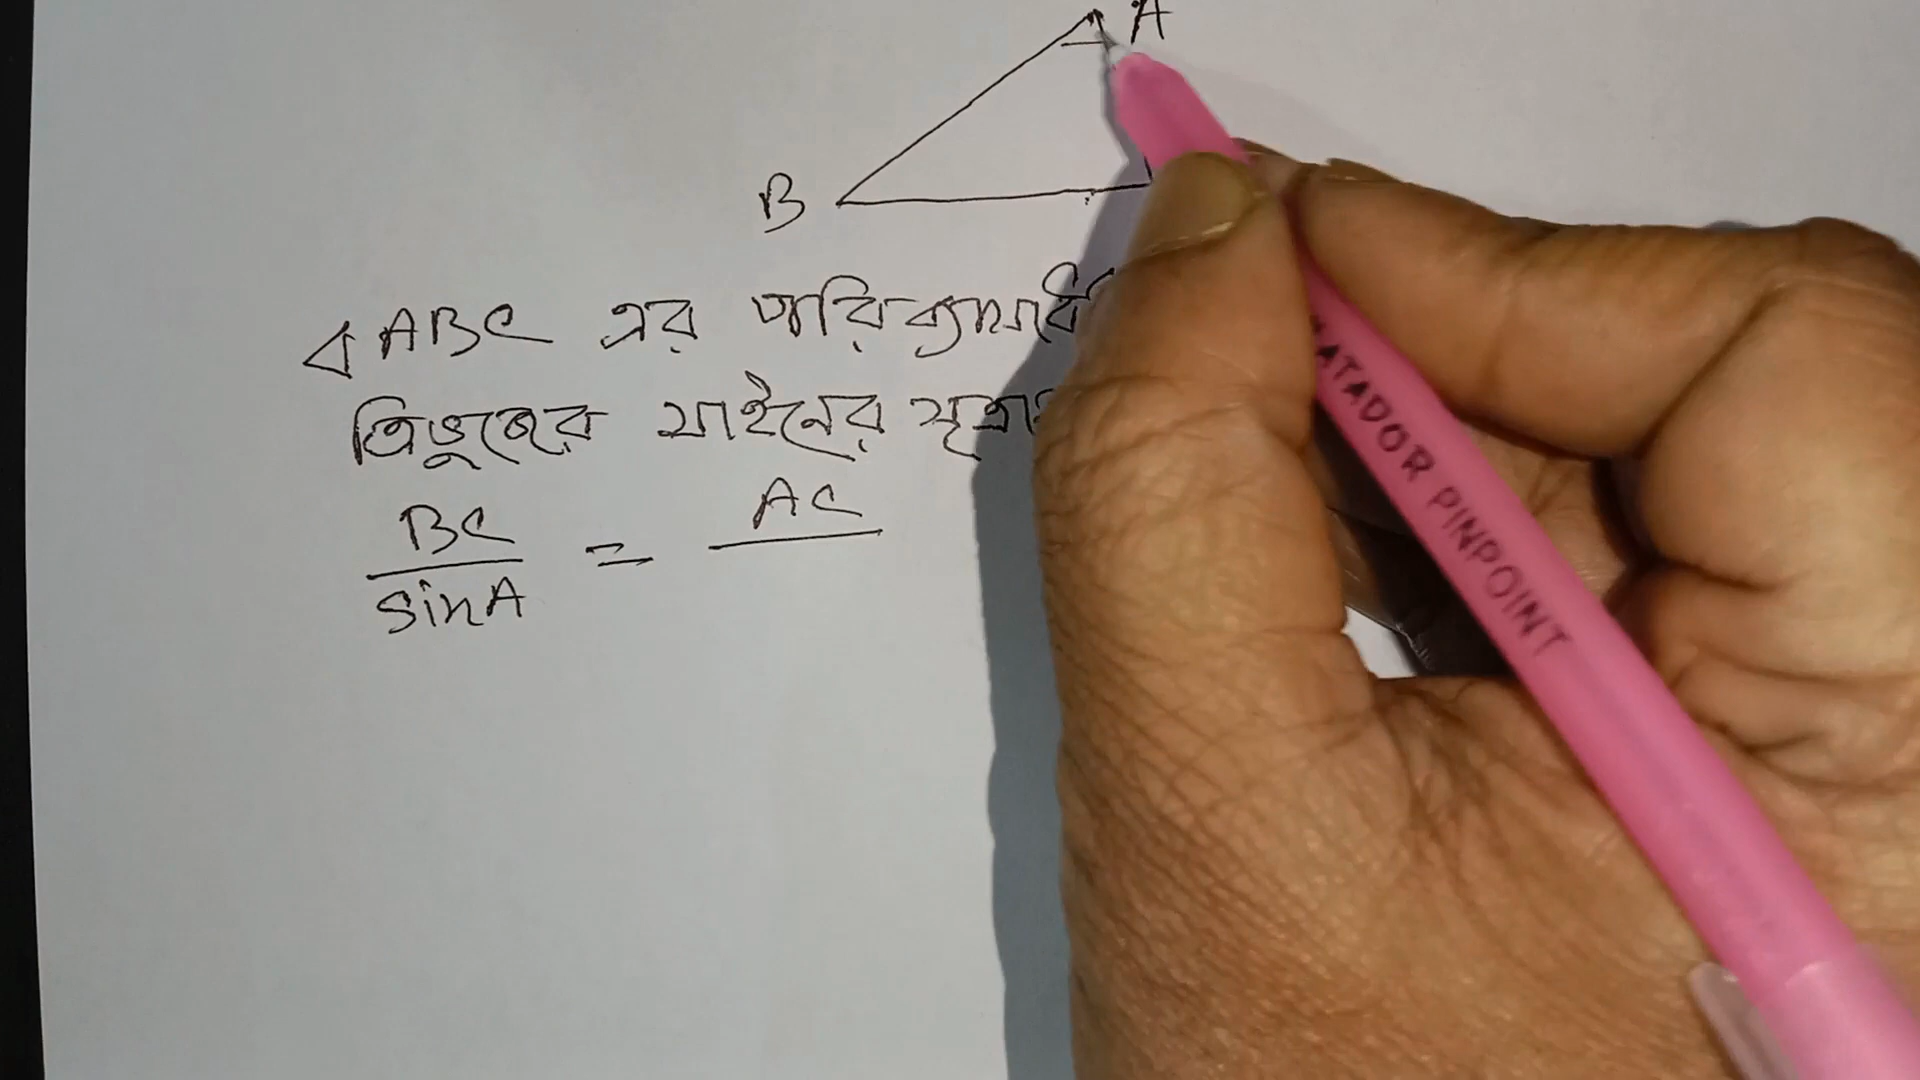 A
B
ABC এর পরিব্যাসার্ধ
ত্রিভুজের সাইনের
BC / sinA = AC /
MATADOR PINPOINT